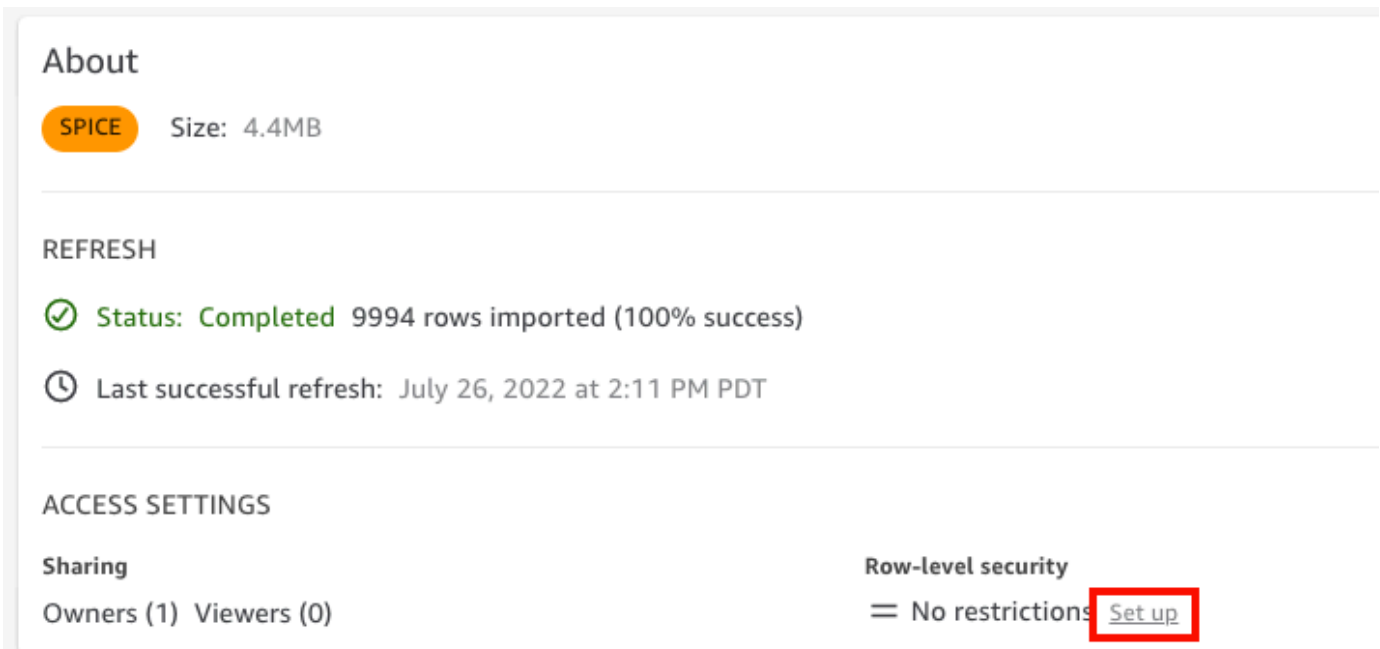 About
SPICE Size: 4.4MB
REFRESH
Status: Completed 9994 rows imported (100% success)
Last successful refresh: July 26, 2022 at 2:11 PM PDT
ACCESS SETTINGS
Sharing
Owners (1) Viewers (0)
Row-level security
No restrictions Set up